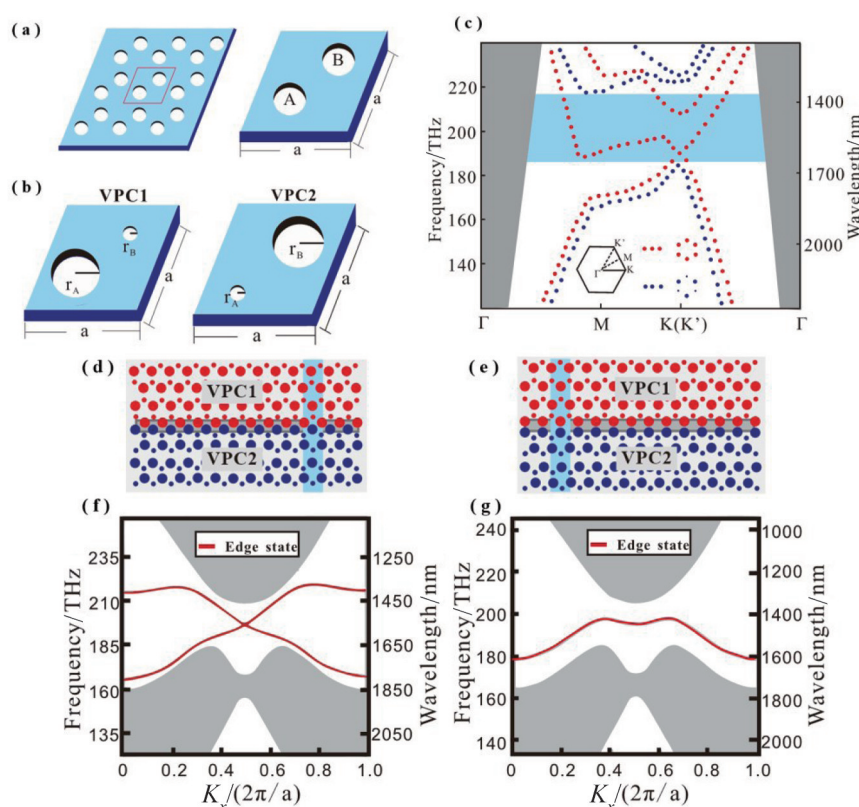 (a)
A
B
a
a
(b)
VPC1
VPC2
r_A
r_B
a
a
r_A
r_B
a
a
(c)
Frequency/THz
220
200
180
160
140
Wavelength/nm
1400
1700
2000
K'
M
Γ
K
Γ
M
K(K')
Γ
(d)
VPC1
VPC2
(e)
VPC1
VPC2
(f)
Edge state
Frequency/THz
235
210
185
160
135
Wavelength/nm
1250
1450
1650
1850
2050
0
0.2
0.4
0.6
0.8
1.0
K_x/(2π/a)
(g)
Edge state
Frequency/THz
240
220
200
180
160
140
Wavelength/nm
1000
1200
1400
1600
1800
2000
0
0.2
0.4
0.6
0.8
1.0
K_x/(2π/a)